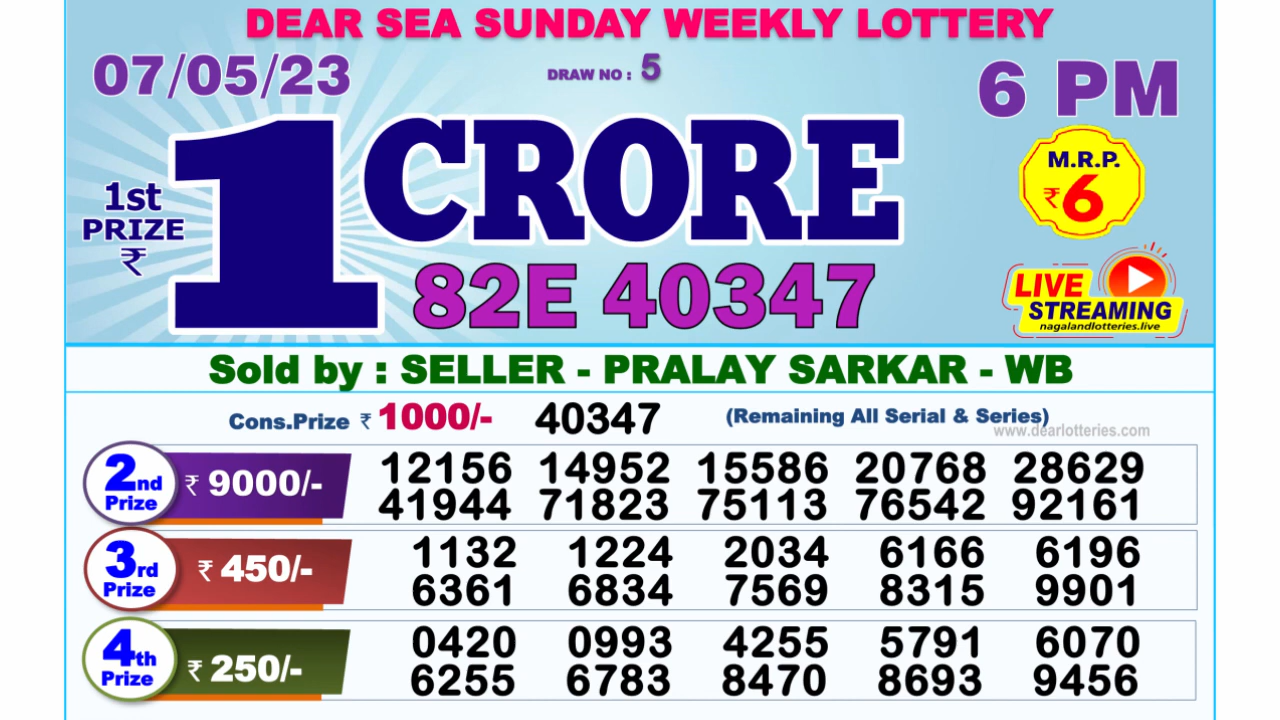 DEAR SEA SUNDAY WEEKLY LOTTERY
07/05/23
DRAW NO : 5
6 PM
1st PRIZE ₹
1 CRORE
82E 40347
M.R.P.
₹6
LIVE
STREAMING
nagalandlotteries.live
Sold by : SELLER - PRALAY SARKAR - WB
Cons.Prize ₹ 1000/- 40347 (Remaining All Serial & Series)
www.dearlotteries.com
2nd Prize ₹ 9000/-
12156 14952 15586 20768 28629
41944 71823 75113 76542 92161
3rd Prize ₹ 450/-
1132 1224 2034 6166 6196
6361 6834 7569 8315 9901
4th Prize ₹ 250/-
0420 0993 4255 5791 6070
6255 6783 8470 8693 9456